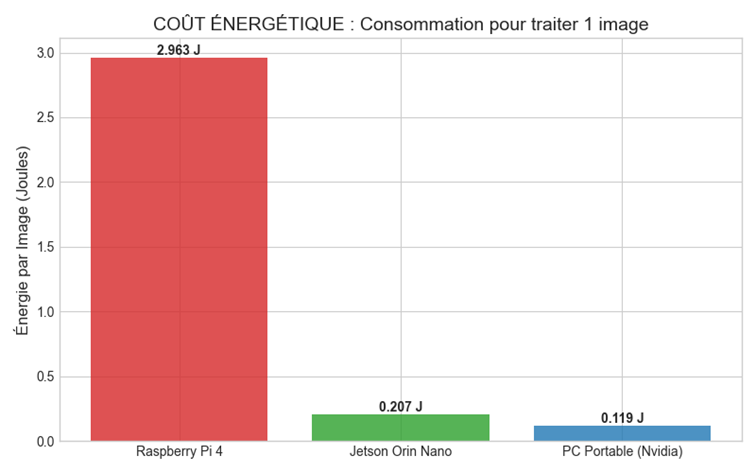 COÛT ÉNERGÉTIQUE : Consommation pour traiter 1 image
Énergie par Image (Joules)
3.0
2.5
2.0
1.5
1.0
0.5
0.0
2.963 J
0.207 J
0.119 J
Raspberry Pi 4
Jetson Orin Nano
PC Portable (Nvidia)